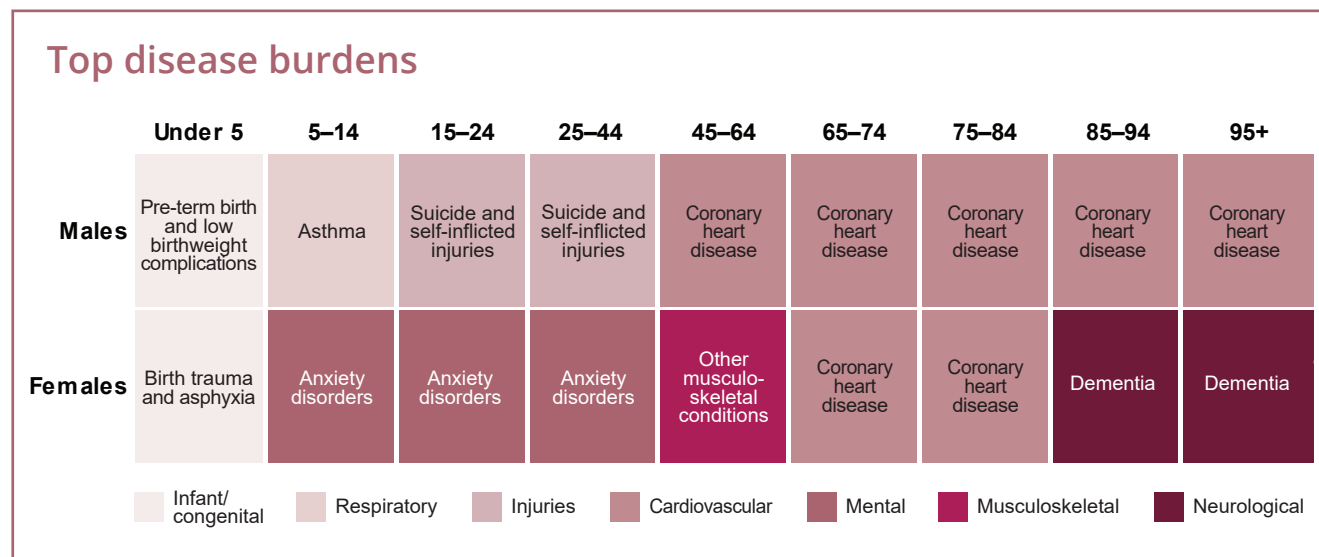 Top disease burdens
Under 5 5–14 15–24 25–44 45–64 65–74 75–84 85–94 95+
Males
Pre-term birth
and low
birthweight
complications
Asthma
Suicide and
self-inflicted
injuries
Suicide and
self-inflicted
injuries
Coronary
heart
disease
Coronary
heart
disease
Coronary
heart
disease
Coronary
heart
disease
Coronary
heart
disease
Females
Birth trauma
and asphyxia
Anxiety
disorders
Anxiety
disorders
Anxiety
disorders
Other
musculo-
skeletal
conditions
Coronary
heart
disease
Coronary
heart
disease
Dementia
Dementia
Infant/
congenital
Respiratory
Injuries
Cardiovascular
Mental
Musculoskeletal
Neurological